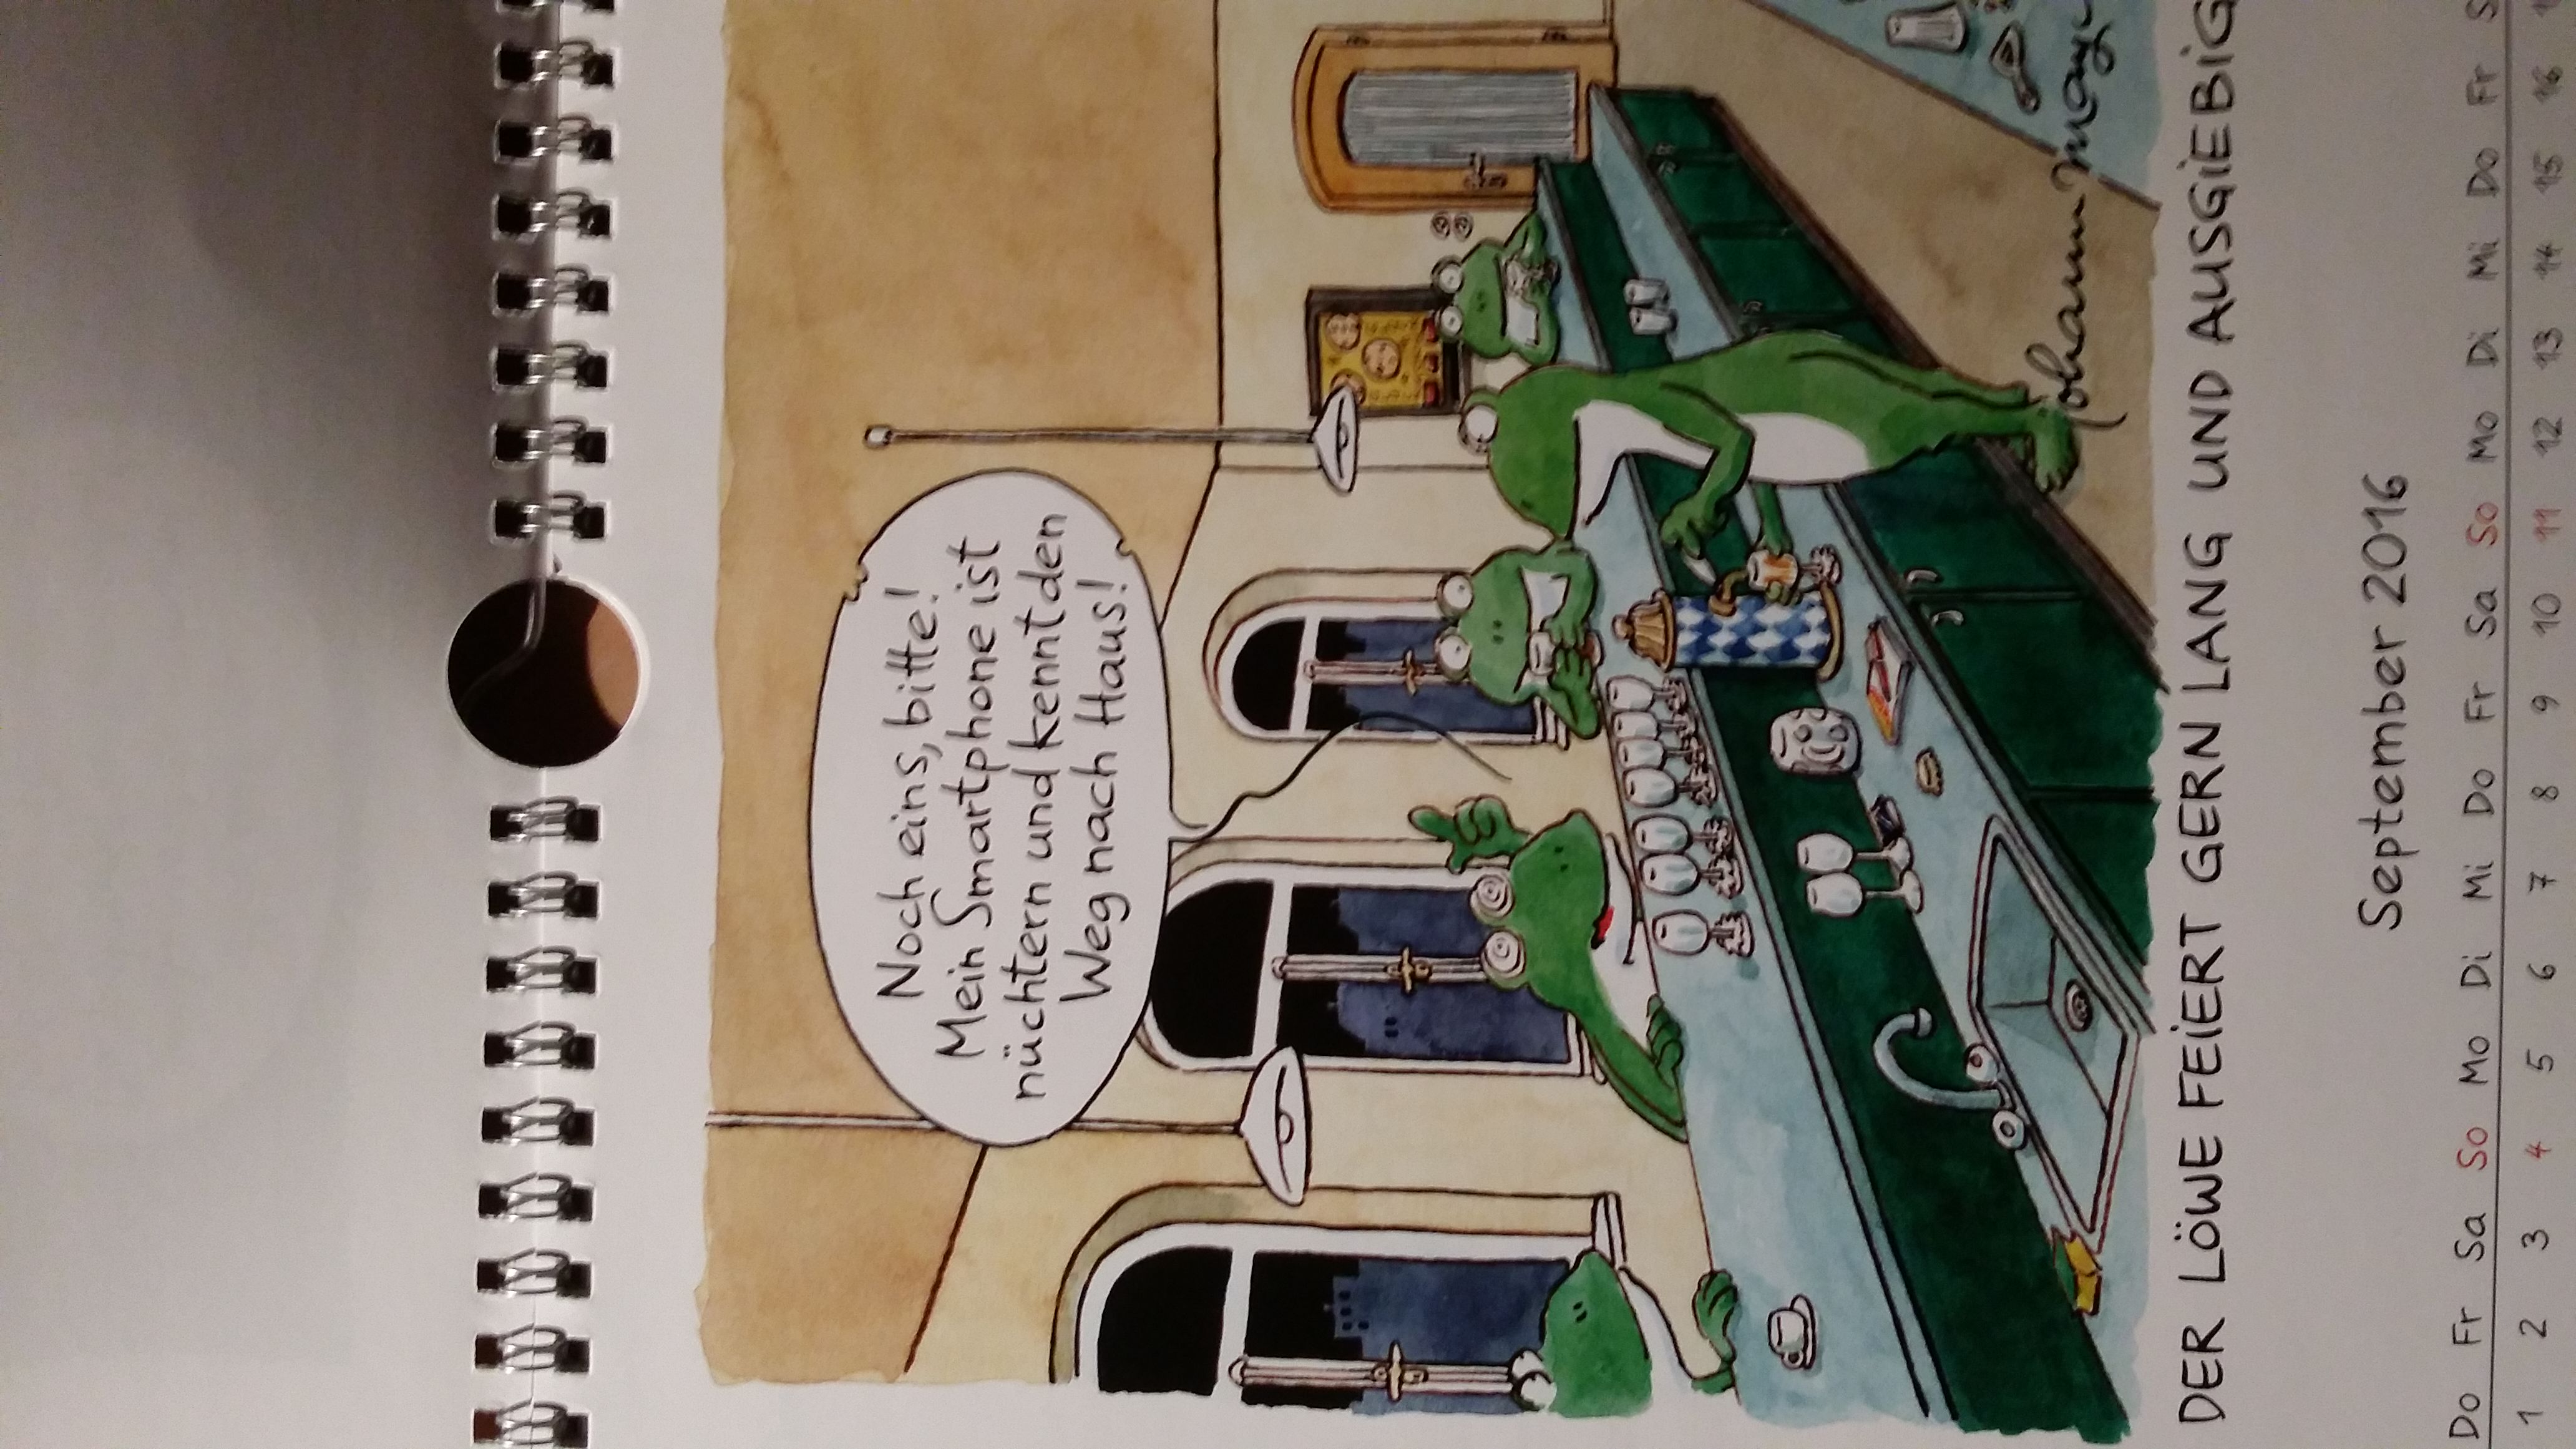 Noch eins, bitte!
Mein Smartphone ist
nüchtern und kennt den
Weg nach Haus!
Johann May
DER LÖWE FEIERT GERN LANG UND AUSGIEBIG
September 2016
Do Fr Sa So Mo Di Mi Do Fr Sa So Mo Di Mi Do Fr S
1 2 3 4 5 6 7 8 9 10 11 12 13 14 15 16 1